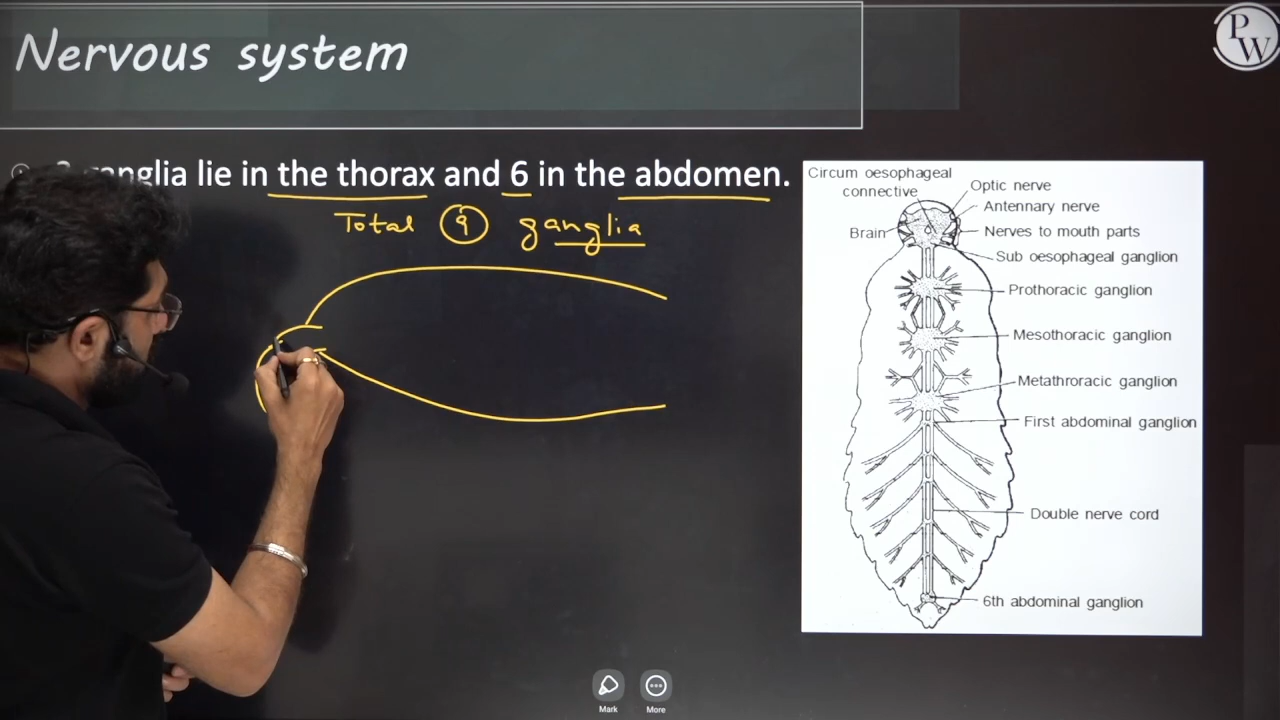 Nervous system
PW
ganglia lie in the thorax and 6 in the abdomen.
Total 9 ganglia
Circum oesophageal
connective
Optic nerve
Antennary nerve
Brain
Nerves to mouth parts
Sub oesophageal ganglion
Prothoracic ganglion
Mesothoracic ganglion
Metathroracic ganglion
First abdominal ganglion
Double nerve cord
6th abdominal ganglion
Mark
More